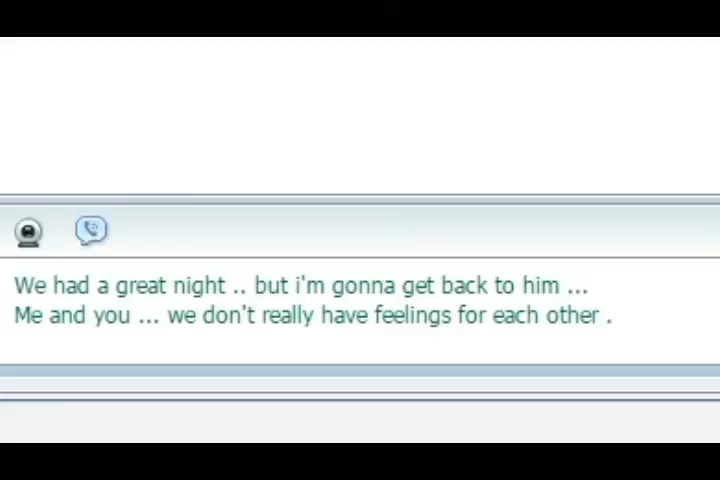 We had a great night .. but i'm gonna get back to him ...
Me and you ... we don't really have feelings for each other .